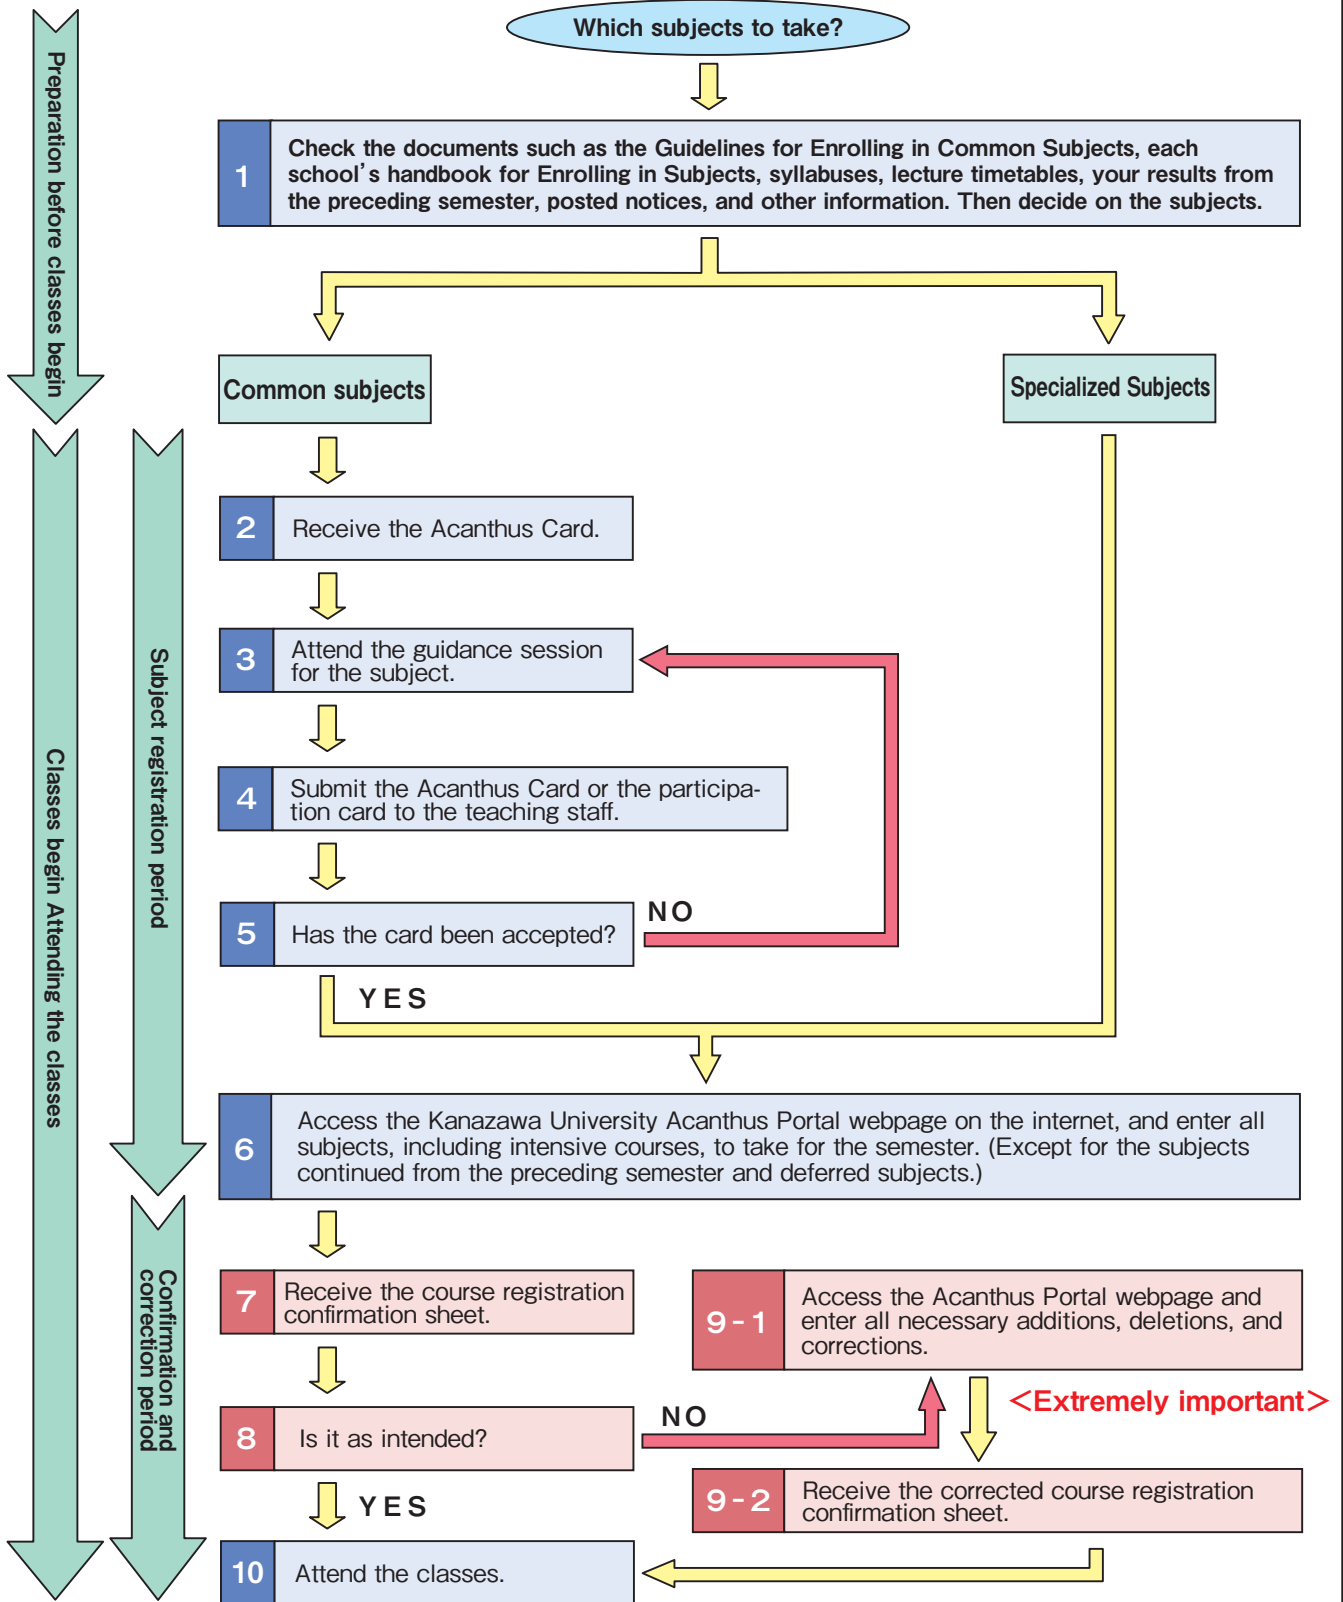 Which subjects to take?
Preparation before classes begin
1
Check the documents such as the Guidelines for Enrolling in Common Subjects, each
school's handbook for Enrolling in Subjects, syllabuses, lecture timetables, your results from
the preceding semester, posted notices, and other information. Then decide on the subjects.
Common subjects
Specialized Subjects
Classes begin Attending the classes
Subject registration period
2
Receive the Acanthus Card.
3
Attend the guidance session
for the subject.
4
Submit the Acanthus Card or the participa-
tion card to the teaching staff.
5
Has the card been accepted?
NO
YES
6
Access the Kanazawa University Acanthus Portal webpage on the internet, and enter all
subjects, including intensive courses, to take for the semester. (Except for the subjects
continued from the preceding semester and deferred subjects.)
Confirmation and
correction period
7
Receive the course registration
confirmation sheet.
8
Is it as intended?
NO
YES
9-1
Access the Acanthus Portal webpage and
enter all necessary additions, deletions, and
corrections.
<Extremely important>
9-2
Receive the corrected course registration
confirmation sheet.
10
Attend the classes.